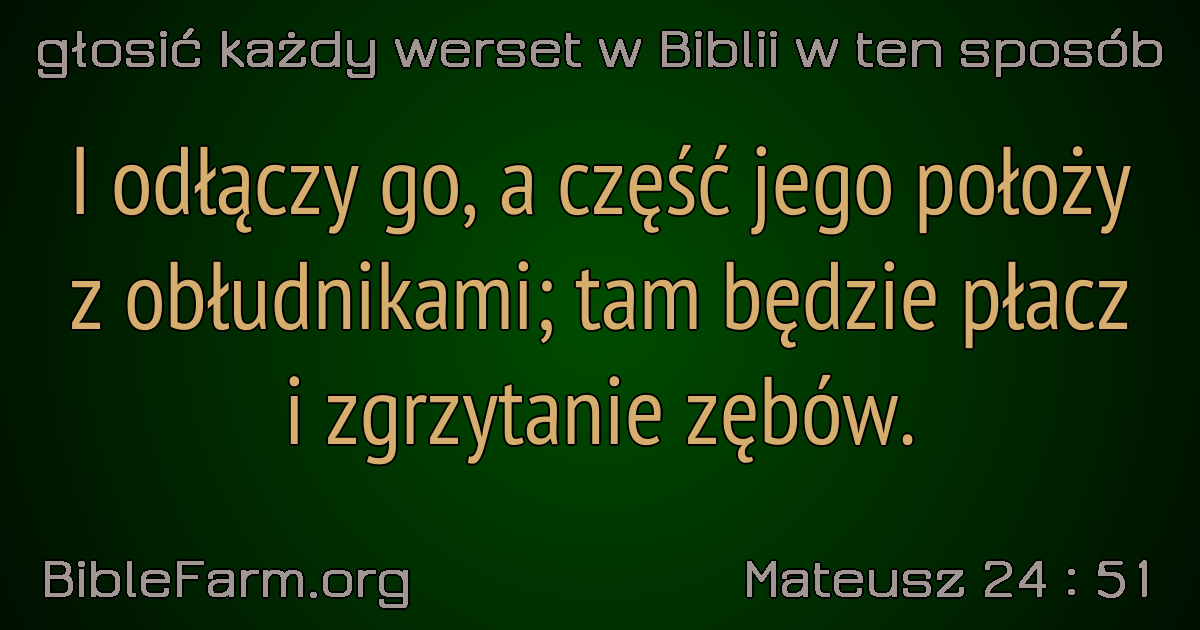 głosić każdy werset w Biblii w ten sposób
I odłączy go, a część jego położy
z obłudnikami; tam będzie płacz
i zgrzytanie zębów.
BibleFarm.org
Mateusz 24 : 51